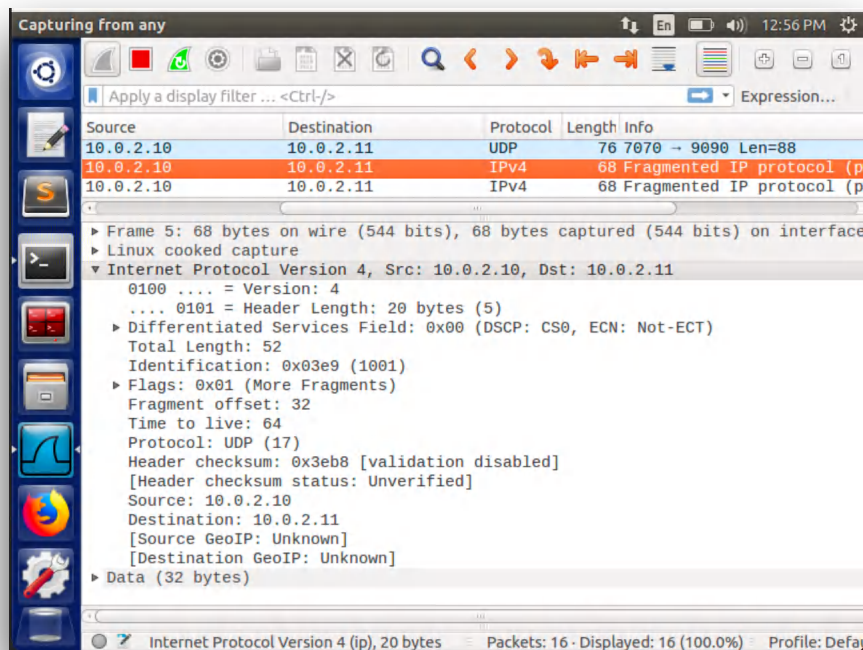 Capturing from any En 12:56 PM
Apply a display filter … <Ctrl-/> Expression…
Source Destination Protocol Length Info
10.0.2.10 10.0.2.11 UDP 76 7070 → 9090 Len=88
10.0.2.10 10.0.2.11 IPv4 68 Fragmented IP protocol (p
10.0.2.10 10.0.2.11 IPv4 68 Fragmented IP protocol (p
Frame 5: 68 bytes on wire (544 bits), 68 bytes captured (544 bits) on interface
Linux cooked capture
Internet Protocol Version 4, Src: 10.0.2.10, Dst: 10.0.2.11
0100 .... = Version: 4
.... 0101 = Header Length: 20 bytes (5)
Differentiated Services Field: 0x00 (DSCP: CS0, ECN: Not-ECT)
Total Length: 52
Identification: 0x03e9 (1001)
Flags: 0x01 (More Fragments)
Fragment offset: 32
Time to live: 64
Protocol: UDP (17)
Header checksum: 0x3eb8 [validation disabled]
[Header checksum status: Unverified]
Source: 10.0.2.10
Destination: 10.0.2.11
[Source GeoIP: Unknown]
[Destination GeoIP: Unknown]
Data (32 bytes)
Internet Protocol Version 4 (ip), 20 bytes Packets: 16 · Displayed: 16 (100.0%) Profile: Defau